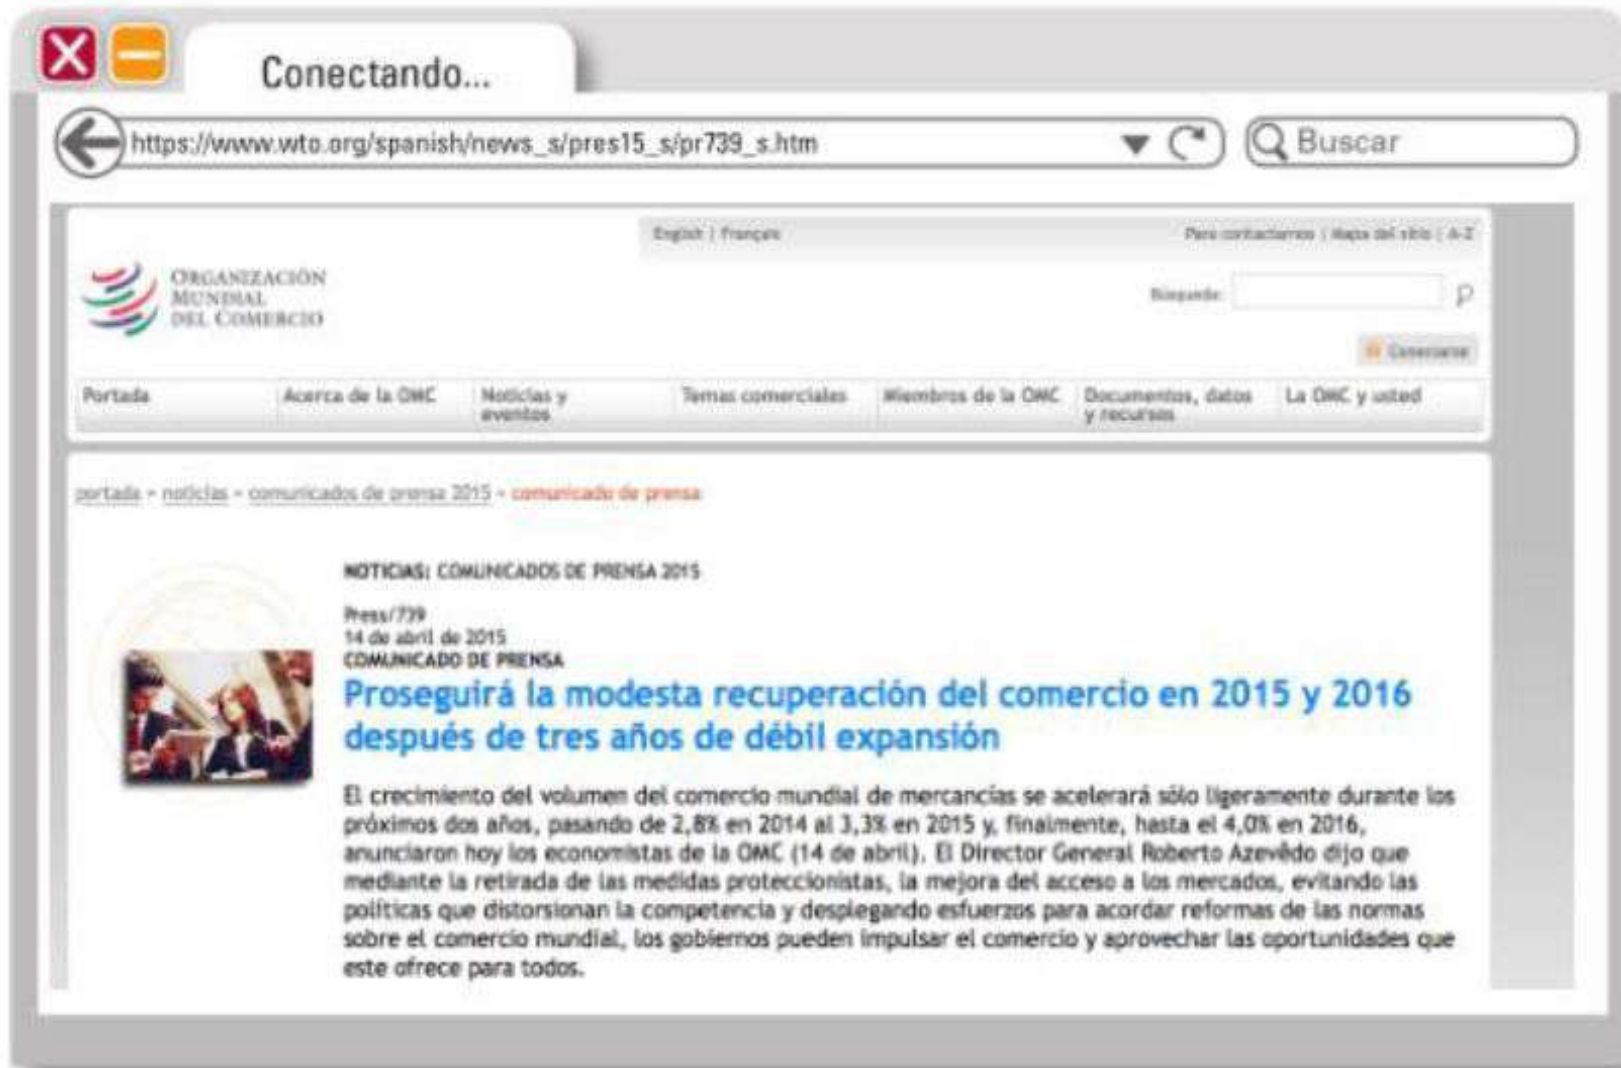 Conectando...
https://www.wto.org/spanish/news_s/pres15_s/pr739_s.htm
Buscar
English | Français
Para contactarnos | Mapa del sitio | A-Z
ORGANIZACIÓN
MUNDIAL
DEL COMERCIO
Búsqueda:
Conectarse
Portada
Acerca de la OMC
Noticias y
eventos
Temas comerciales
Miembros de la OMC
Documentos, datos
y recursos
La OMC y usted
portada > noticias > comunicados de prensa 2015 > comunicado de prensa
NOTICIAS: COMUNICADOS DE PRENSA 2015
Press/739
14 de abril de 2015
COMUNICADO DE PRENSA
Proseguirá la modesta recuperación del comercio en 2015 y 2016
después de tres años de débil expansión
El crecimiento del volumen del comercio mundial de mercancías se acelerará sólo ligeramente durante los
próximos dos años, pasando de 2,8% en 2014 al 3,3% en 2015 y, finalmente, hasta el 4,0% en 2016,
anunciaron hoy los economistas de la OMC (14 de abril). El Director General Roberto Azevêdo dijo que
mediante la retirada de las medidas proteccionistas, la mejora del acceso a los mercados, evitando las
políticas que distorsionan la competencia y desplegando esfuerzos para acordar reformas de las normas
sobre el comercio mundial, los gobiernos pueden impulsar el comercio y aprovechar las oportunidades que
este ofrece para todos.